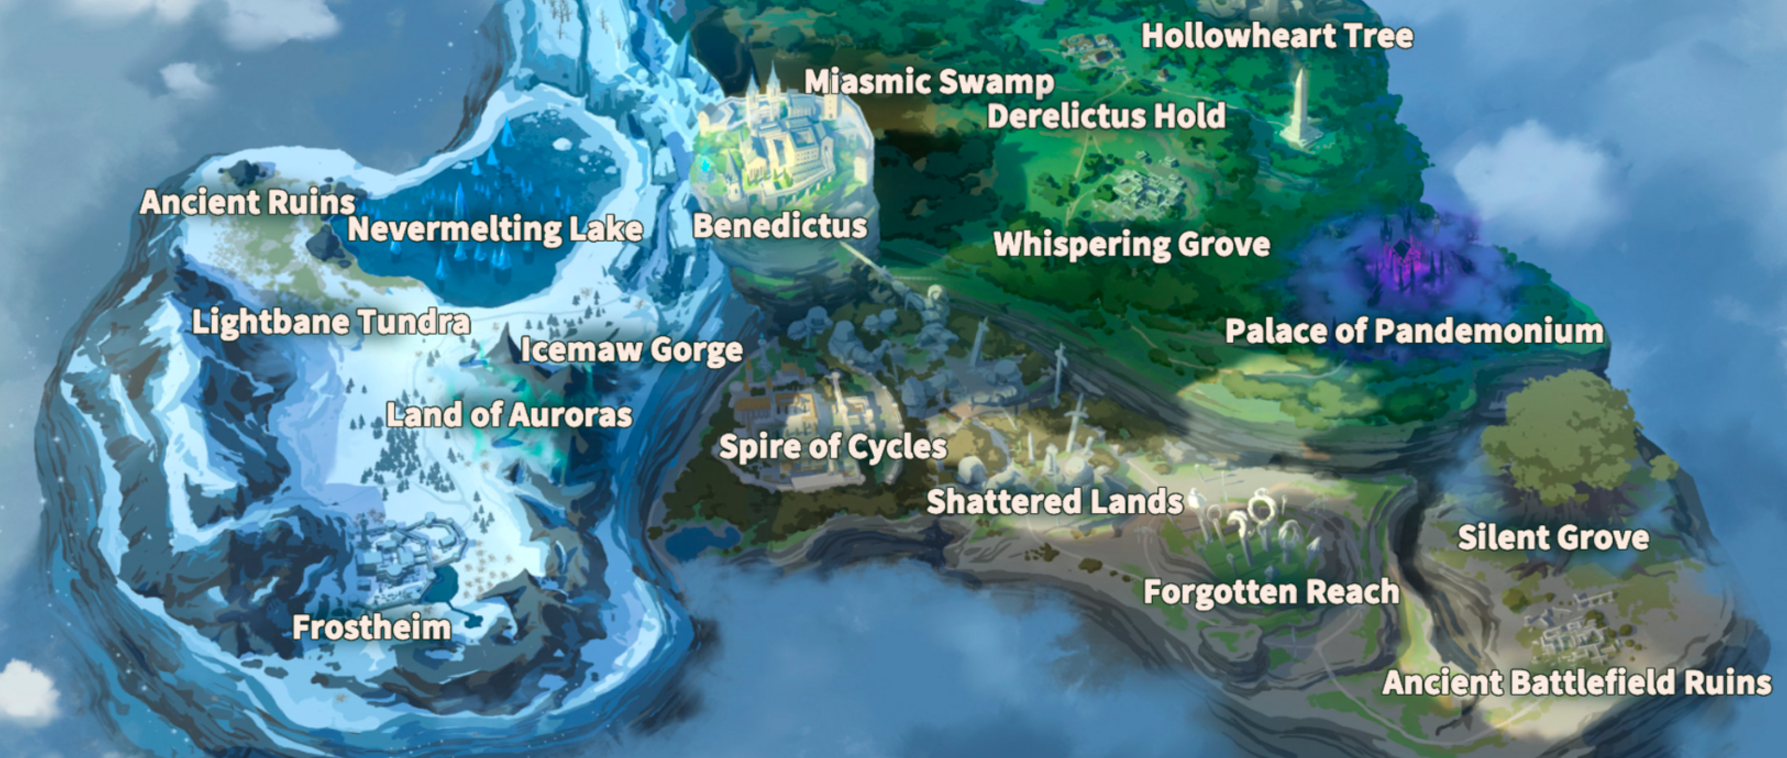 Hollowheart Tree
Miasmic Swamp
Derelictus Hold
Ancient Ruins
Nevermelting Lake
Benedictus
Whispering Grove
Lightbane Tundra
Icemaw Gorge
Palace of Pandemonium
Land of Auroras
Spire of Cycles
Shattered Lands
Silent Grove
Forgotten Reach
Frostheim
Ancient Battlefield Ruins